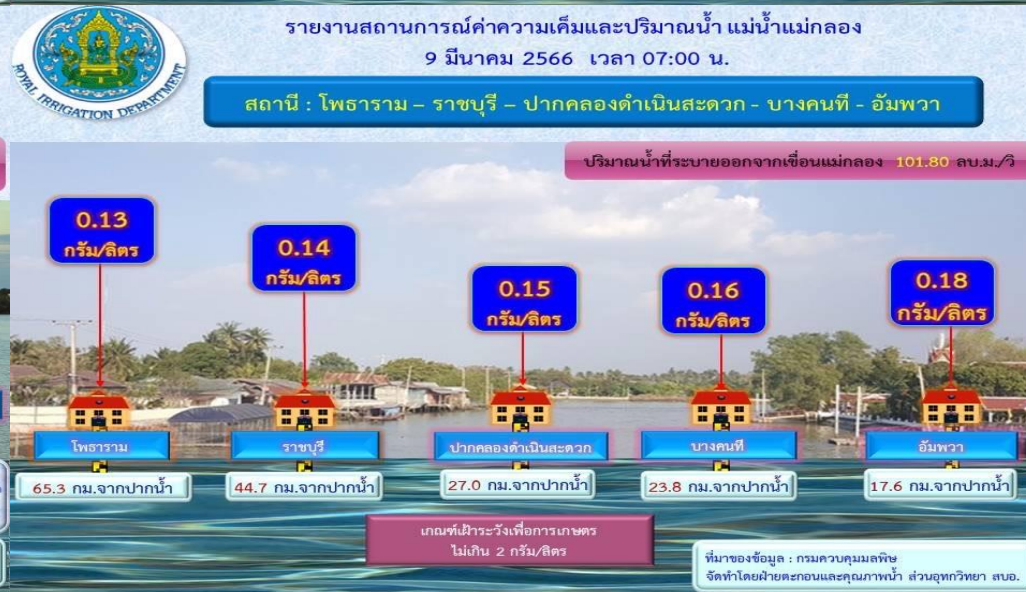 รายงานสถานการณ์ค่าความเค็มและปริมาณน้ำ แม่น้ำแม่กลอง
9 มีนาคม 2566 เวลา 07:00 น.
ROYAL IRRIGATION DEPARTMENT
สถานี : โพธาราม – ราชบุรี – ปากคลองดำเนินสะดวก - บางคนที - อัมพวา
ปริมาณน้ำที่ระบายออกจากเขื่อนแม่กลอง 101.80 ลบ.ม./วิ
0.13
กรัม/ลิตร
0.14
กรัม/ลิตร
0.15
กรัม/ลิตร
0.16
กรัม/ลิตร
0.18
กรัม/ลิตร
โพธาราม
ราชบุรี
ปากคลองดำเนินสะดวก
บางคนที
อัมพวา
65.3 กม.จากปากน้ำ
44.7 กม.จากปากน้ำ
27.0 กม.จากปากน้ำ
23.8 กม.จากปากน้ำ
17.6 กม.จากปากน้ำ
เกณฑ์เฝ้าระวังเพื่อการเกษตร
ไม่เกิน 2 กรัม/ลิตร
ที่มาของข้อมูล : กรมควบคุมมลพิษ
จัดทำโดยฝ่ายตะกอนและคุณภาพน้ำ ส่วนอุทกวิทยา สบอ.